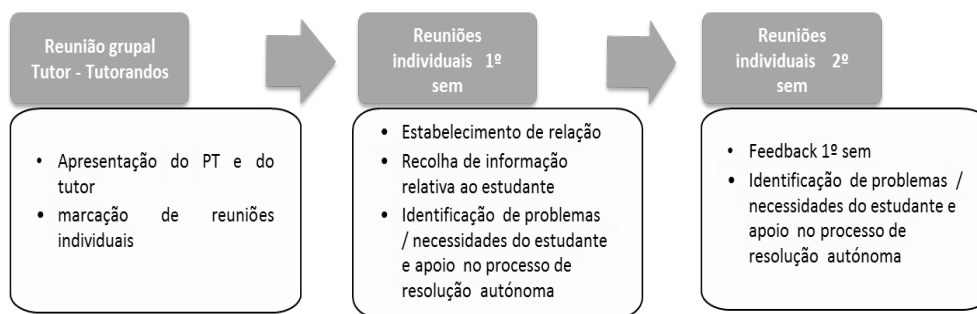 Reunião grupal
Tutor - Tutorandos
• Apresentação do PT e do
tutor
• marcação de reuniões
individuais
Reuniões
individuais 1º
sem
• Estabelecimento de relação
• Recolha de informação
relativa ao estudante
• Identificação de problemas
/ necessidades do estudante
e apoio no processo de
resolução autónoma
Reuniões
individuais 2º
sem
• Feedback 1º sem
• Identificação de problemas /
necessidades do estudante e
apoio no processo de
resolução autónoma